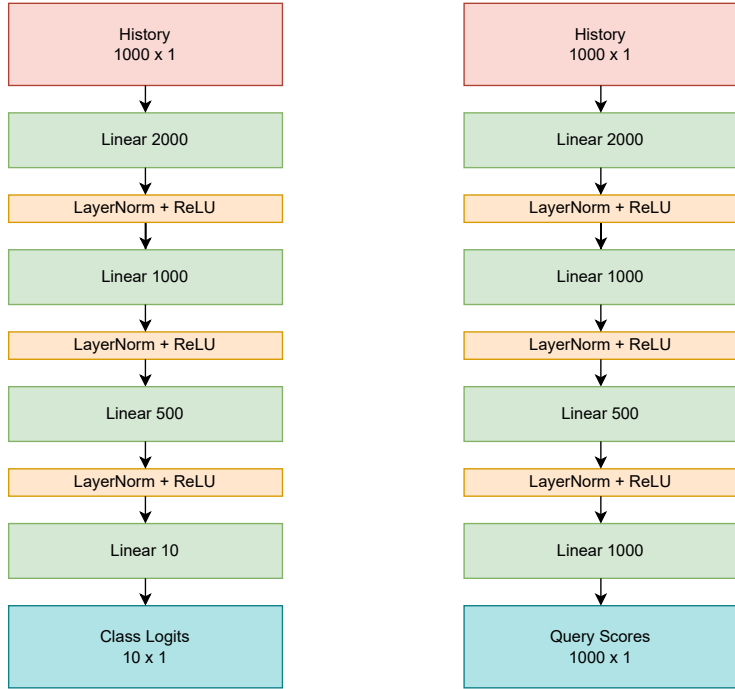 History
1000 x 1
Linear 2000
LayerNorm + ReLU
Linear 1000
LayerNorm + ReLU
Linear 500
LayerNorm + ReLU
Linear 10
Class Logits
10 x 1
History
1000 x 1
Linear 2000
LayerNorm + ReLU
Linear 1000
LayerNorm + ReLU
Linear 500
LayerNorm + ReLU
Linear 1000
Query Scores
1000 x 1